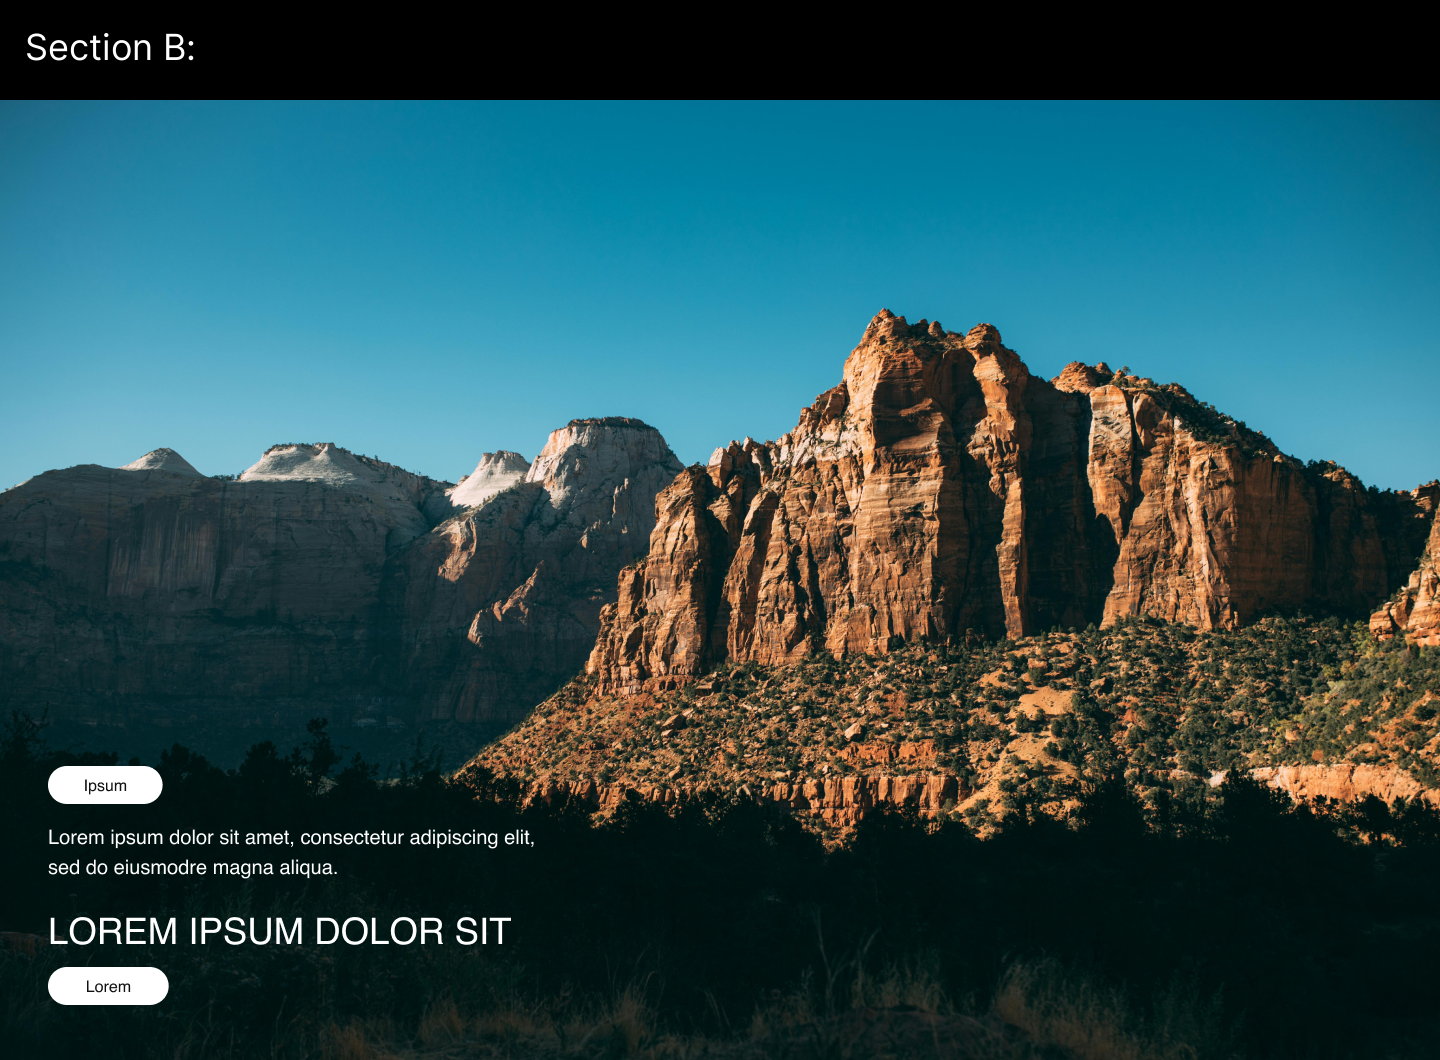 Section B:
Ipsum
Lorem ipsum dolor sit amet, consectetur adipiscing elit,
sed do eiusmodre magna aliqua.
LOREM IPSUM DOLOR SIT
Lorem